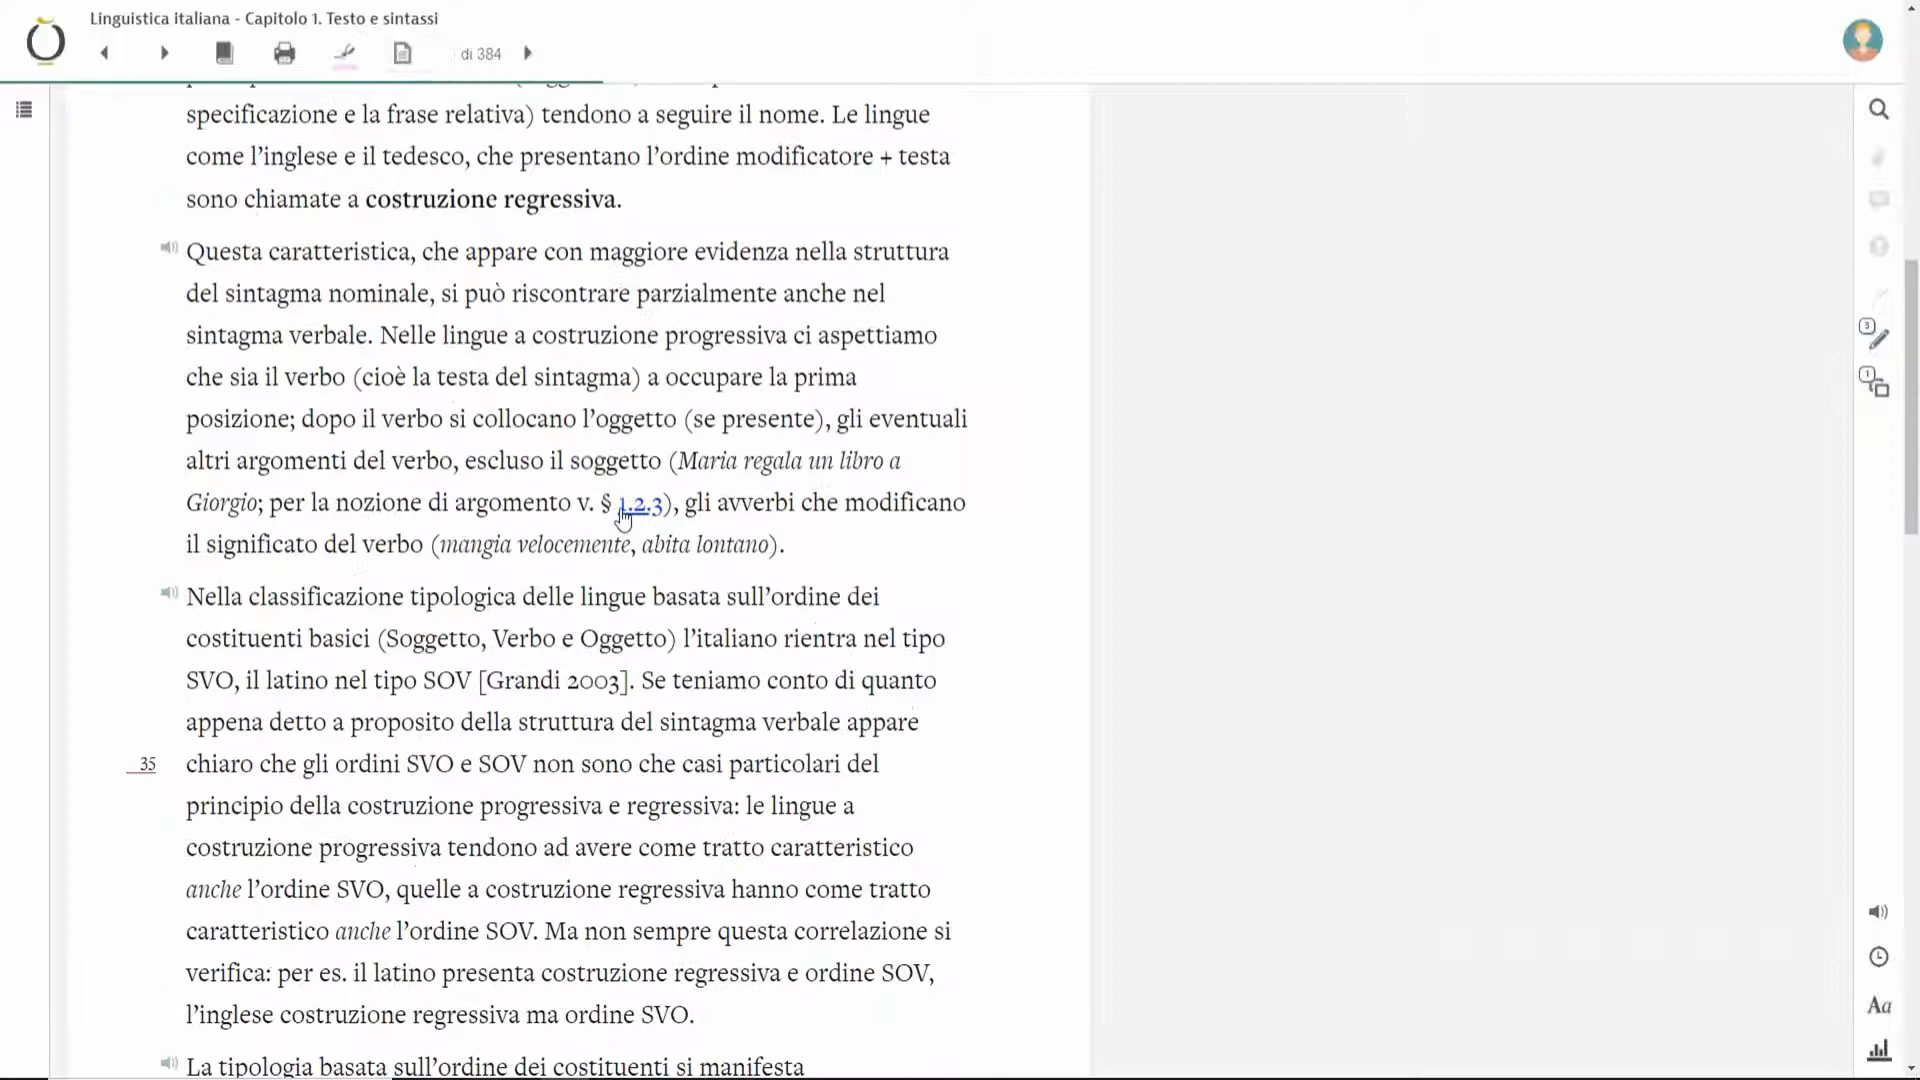 Linguistica italiana - Capitolo 1. Testo e sintassi
di 384
specificazione e la frase relativa) tendono a seguire il nome. Le lingue
come l’inglese e il tedesco, che presentano l’ordine modificatore + testa
sono chiamate a costruzione regressiva.
Questa caratteristica, che appare con maggiore evidenza nella struttura
del sintagma nominale, si può riscontrare parzialmente anche nel
sintagma verbale. Nelle lingue a costruzione progressiva ci aspettiamo
che sia il verbo (cioè la testa del sintagma) a occupare la prima
posizione; dopo il verbo si collocano l’oggetto (se presente), gli eventuali
altri argomenti del verbo, escluso il soggetto (Maria regala un libro a
Giorgio; per la nozione di argomento v. § 1.2.3), gli avverbi che modificano
il significato del verbo (mangia velocemente, abita lontano).
Nella classificazione tipologica delle lingue basata sull’ordine dei
costituenti basici (Soggetto, Verbo e Oggetto) l’italiano rientra nel tipo
SVO, il latino nel tipo SOV [Grandi 2003]. Se teniamo conto di quanto
appena detto a proposito della struttura del sintagma verbale appare
35 chiaro che gli ordini SVO e SOV non sono che casi particolari del
principio della costruzione progressiva e regressiva: le lingue a
costruzione progressiva tendono ad avere come tratto caratteristico
anche l’ordine SVO, quelle a costruzione regressiva hanno come tratto
caratteristico anche l’ordine SOV. Ma non sempre questa correlazione si
verifica: per es. il latino presenta costruzione regressiva e ordine SOV,
l’inglese costruzione regressiva ma ordine SVO.
La tipologia basata sull’ordine dei costituenti si manifesta
3
1
Aa